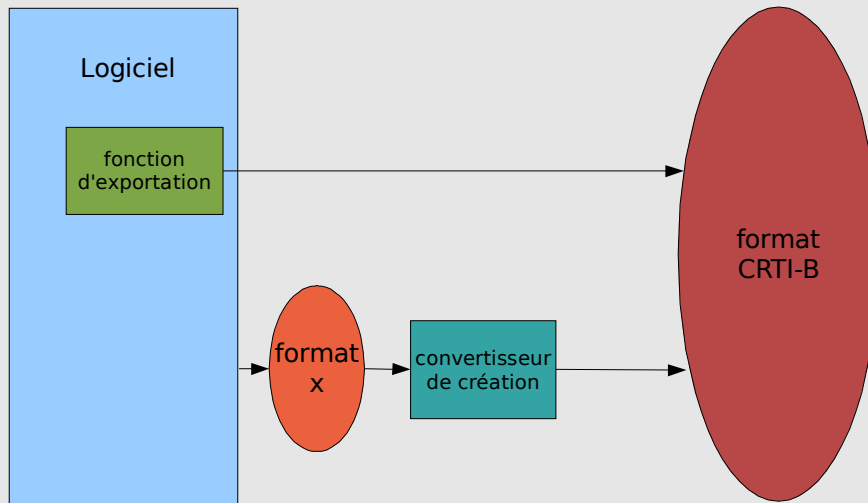 Logiciel
fonction
d'exportation
format
CRTI-B
format
x
convertisseur
de création